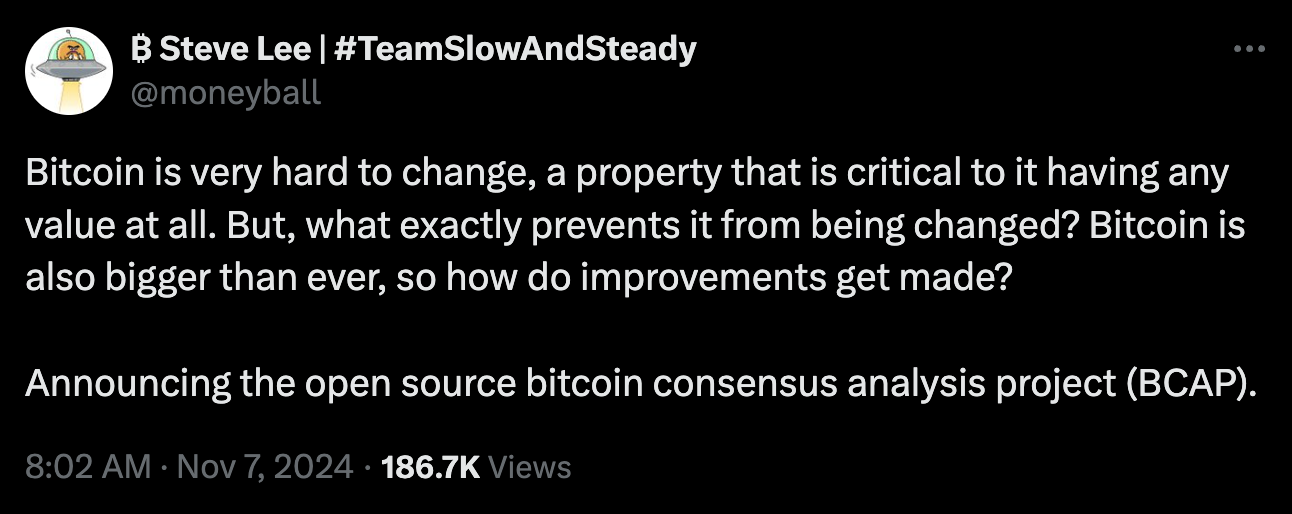 ₿ Steve Lee | #TeamSlowAndSteady
@moneyball
Bitcoin is very hard to change, a property that is critical to it having any
value at all. But, what exactly prevents it from being changed? Bitcoin is
also bigger than ever, so how do improvements get made?
Announcing the open source bitcoin consensus analysis project (BCAP).
8:02 AM · Nov 7, 2024 · 186.7K Views